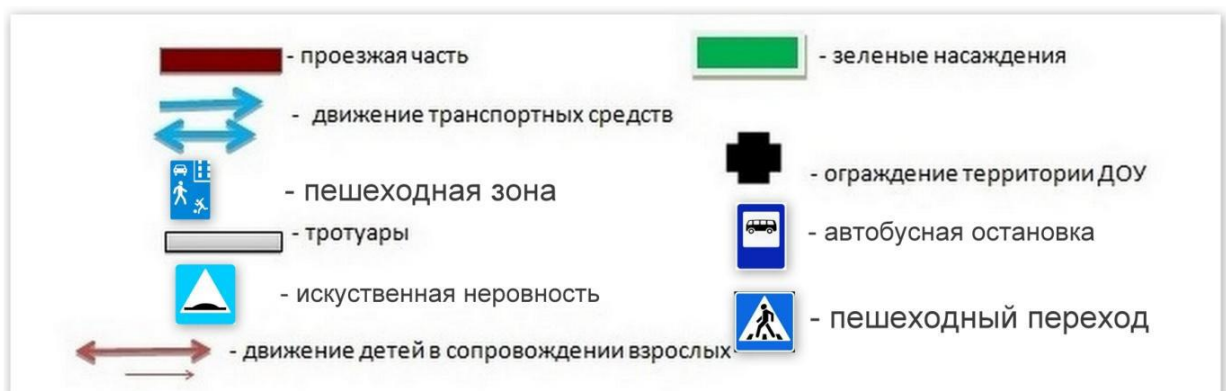 - проезжая часть
- движение транспортных средств
- пешеходная зона
- тротуары
- искуственная неровность
- движение детей в сопровождении взрослых
- зеленые насаждения
- ограждение территории ДОУ
- автобусная остановка
- пешеходный переход